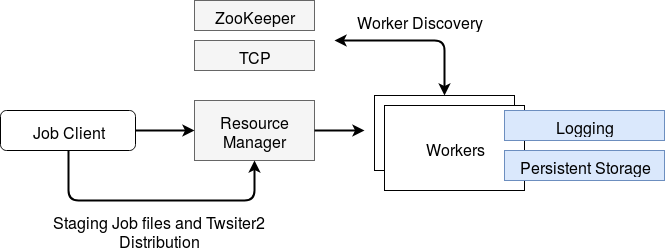 ZooKeeper
Worker Discovery
TCP
Job Client
Resource
Manager
Workers
Logging
Persistent Storage
Staging Job files and Twsiter2
Distribution